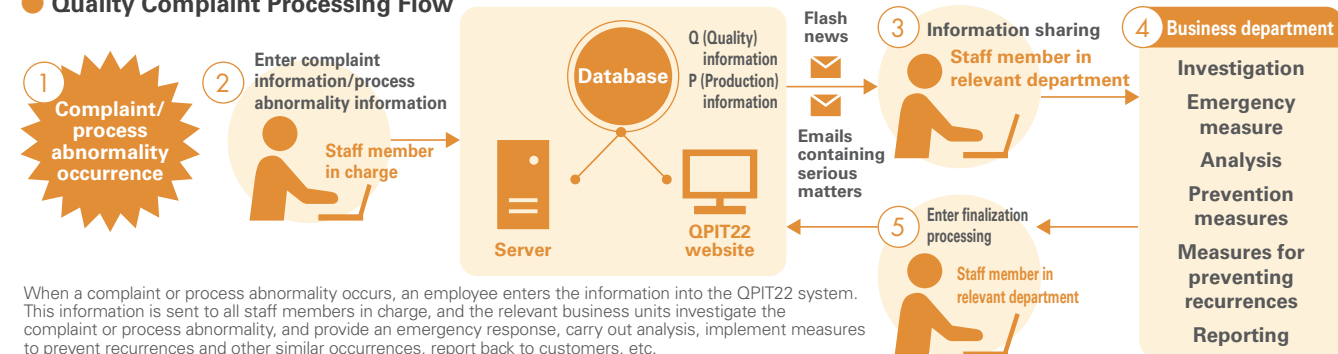 Quality Complaint Processing Flow
1
Complaint/
process
abnormality
occurrence
2
Enter complaint
information/process
abnormality information
Staff member
in charge
Database
Q (Quality)
information
P (Production)
information
Server
QPIT22
website
Flash
news
Emails
containing
serious
matters
3
Information sharing
Staff member in
relevant department
4
Business department
Investigation
Emergency
measure
Analysis
Prevention
measures
Measures for
preventing
recurrences
Reporting
5
Enter finalization
processing
Staff member in
relevant department
When a complaint or process abnormality occurs, an employee enters the information into the QPIT22 system.
This information is sent to all staff members in charge, and the relevant business units investigate the
complaint or process abnormality, and provide an emergency response, carry out analysis, implement measures
to prevent recurrences and other similar occurrences, report back to customers, etc.